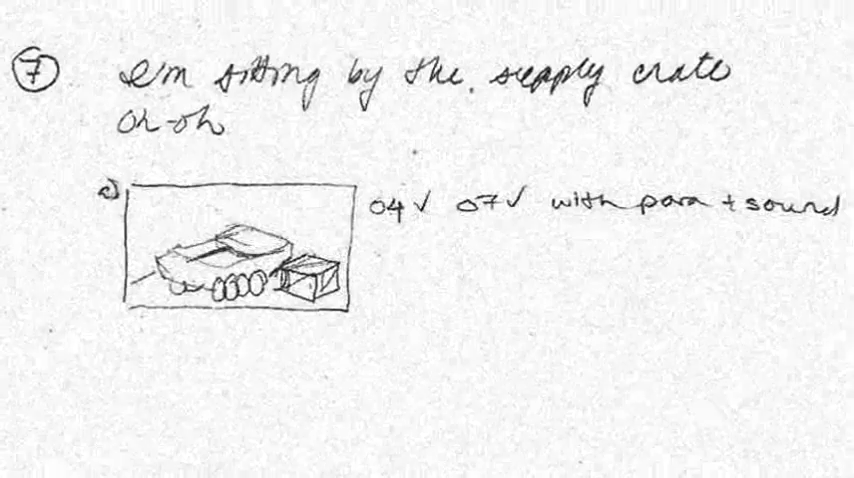 7 I'm sitting by the supply crate
oh-oh
a) 04 ✓ 07 ✓ with para + sound